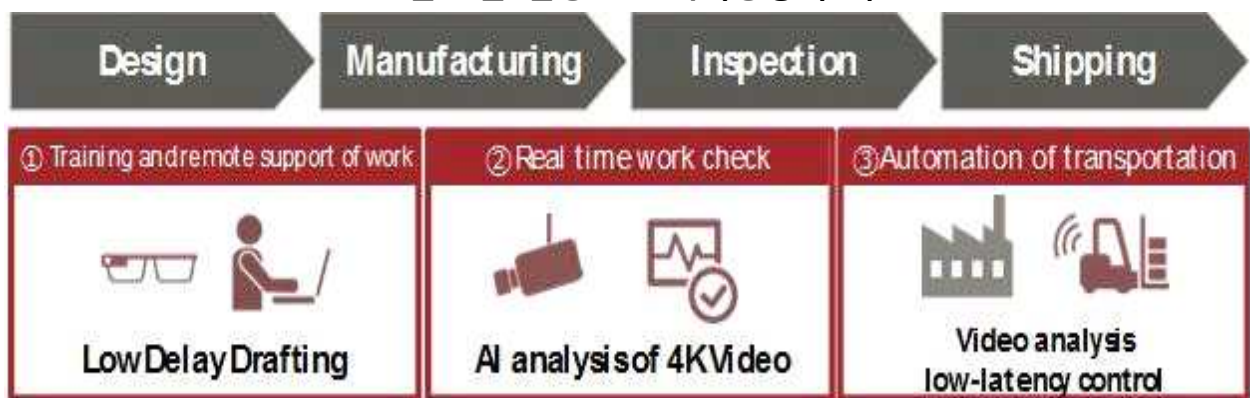 Design
Manufacturing
Inspection
Shipping
① Training and remote support of work
② Real time work check
③ Automation of transportation
Low Delay Drafting
AI analysis of 4K Video
Video analysis
low-latency control